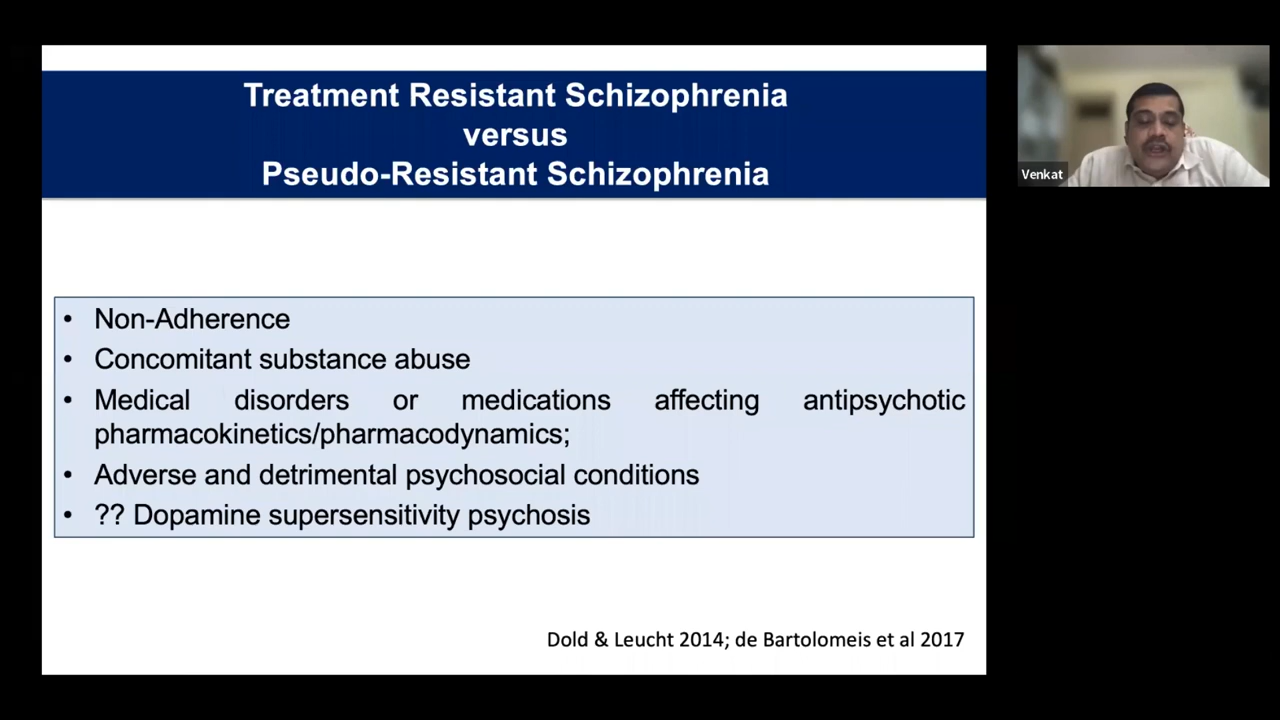 Treatment Resistant Schizophrenia
versus
Pseudo-Resistant Schizophrenia
Venkat
• Non-Adherence
• Concomitant substance abuse
• Medical disorders or medications affecting antipsychotic
pharmacokinetics/pharmacodynamics;
• Adverse and detrimental psychosocial conditions
• ?? Dopamine supersensitivity psychosis
Dold & Leucht 2014; de Bartolomeis et al 2017